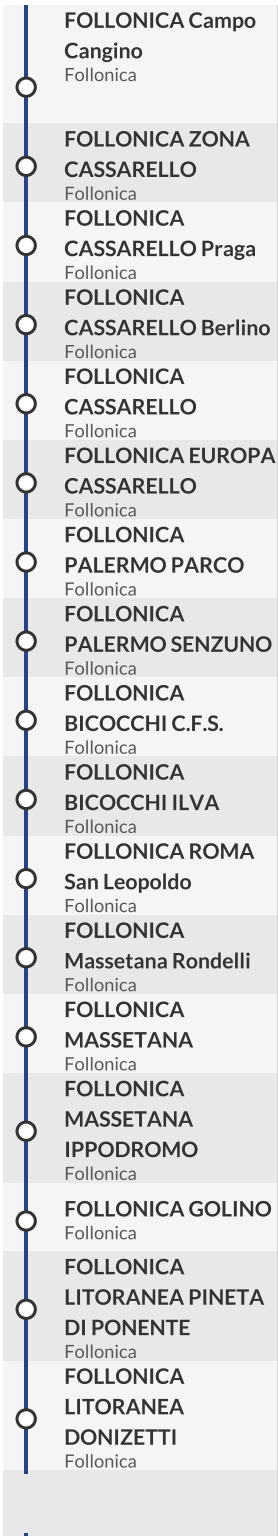 FOLLONICA Campo
Cangino
Follonica
FOLLONICA ZONA
CASSARELLO
Follonica
FOLLONICA
CASSARELLO Praga
Follonica
FOLLONICA
CASSARELLO Berlino
Follonica
FOLLONICA
CASSARELLO
Follonica
FOLLONICA EUROPA
CASSARELLO
Follonica
FOLLONICA
PALERMO PARCO
Follonica
FOLLONICA
PALERMO SENZUNO
Follonica
FOLLONICA
BICOCCHI C.F.S.
Follonica
FOLLONICA
BICOCCHI ILVA
Follonica
FOLLONICA ROMA
San Leopoldo
Follonica
FOLLONICA
Massetana Rondelli
Follonica
FOLLONICA
MASSETANA
Follonica
FOLLONICA
MASSETANA
IPPODROMO
Follonica
FOLLONICA GOLINO
Follonica
FOLLONICA
LITORANEA PINETA
DI PONENTE
Follonica
FOLLONICA
LITORANEA
DONIZETTI
Follonica